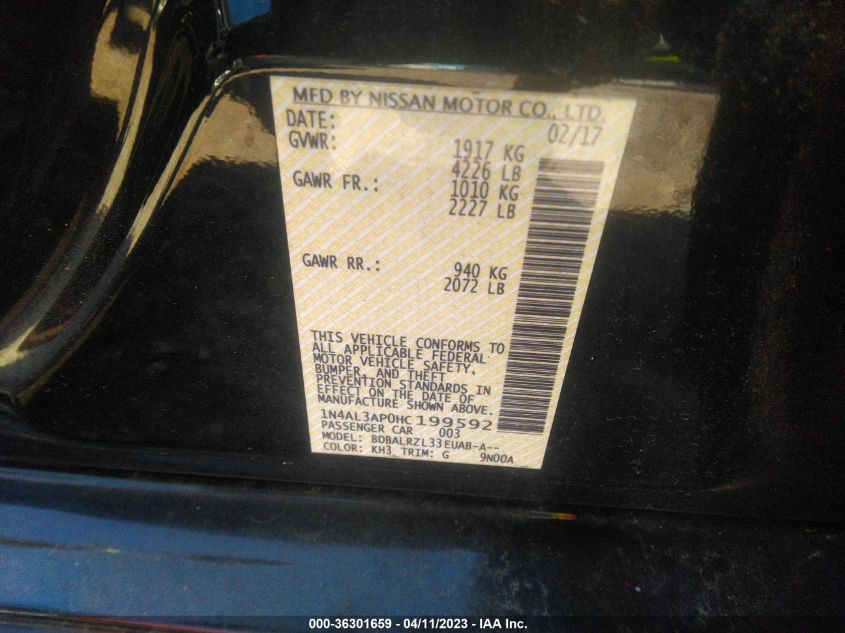 MFD BY NISSAN MOTOR CO., LTD.
DATE: 02/17
GVWR: 1917 KG
4226 LB
GAWR FR.: 1010 KG
2227 LB
GAWR RR.: 940 KG
2072 LB
THIS VEHICLE CONFORMS TO
ALL APPLICABLE FEDERAL
MOTOR VEHICLE SAFETY,
BUMPER, AND THEFT
PREVENTION STANDARDS IN
EFFECT ON THE DATE OF
MANUFACTURE SHOWN ABOVE.
1N4AL3AP0HC199592
PASSENGER CAR 003
MODEL: BDBALRZL33EUAB-A--
COLOR: KH3 TRIM: G 9N00A
000-36301659 - 04/11/2023 - IAA Inc.